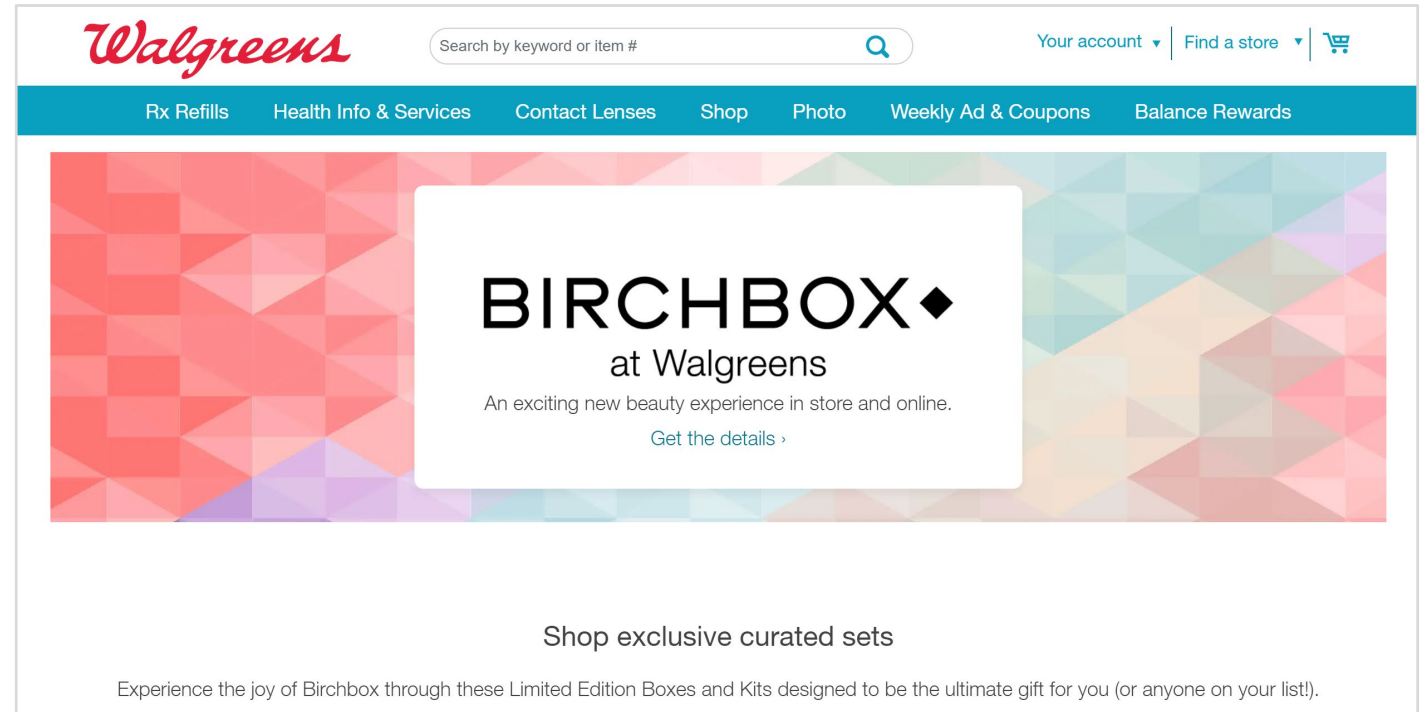 Walgreens
Search by keyword or item #
Your account
Find a store
Rx Refills Health Info & Services Contact Lenses Shop Photo Weekly Ad & Coupons Balance Rewards
BIRCHBOX
at Walgreens
An exciting new beauty experience in store and online.
Get the details ›
Shop exclusive curated sets
Experience the joy of Birchbox through these Limited Edition Boxes and Kits designed to be the ultimate gift for you (or anyone on your list!).